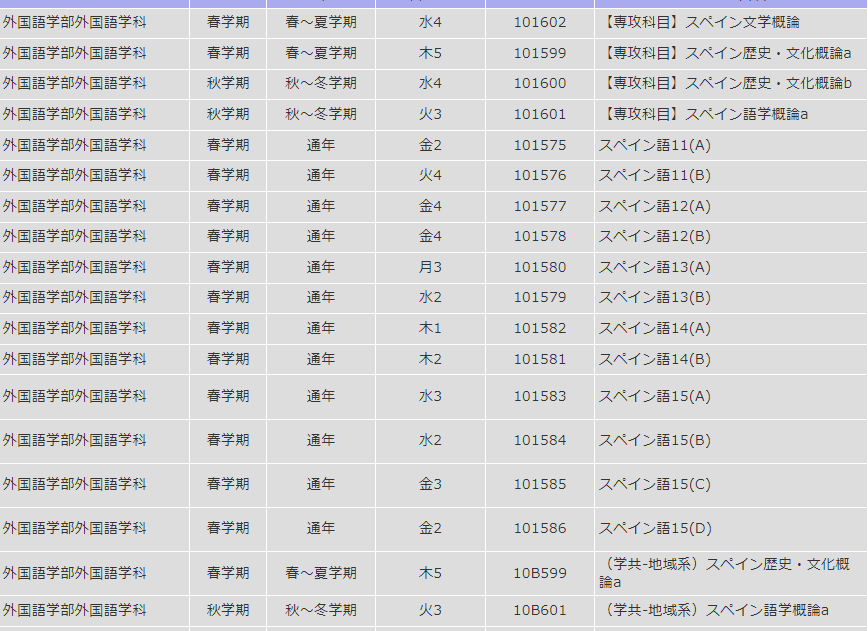 外国語学部外国語学科 春学期 春～夏学期 水4 101602 【専攻科目】スペイン文学概論
外国語学部外国語学科 春学期 春～夏学期 木5 101599 【専攻科目】スペイン歴史・文化概論a
外国語学部外国語学科 秋学期 秋～冬学期 水4 101600 【専攻科目】スペイン歴史・文化概論b
外国語学部外国語学科 秋学期 秋～冬学期 火3 101601 【専攻科目】スペイン語学概論a
外国語学部外国語学科 春学期 通年 金2 101575 スペイン語11(A)
外国語学部外国語学科 春学期 通年 火4 101576 スペイン語11(B)
外国語学部外国語学科 春学期 通年 金4 101577 スペイン語12(A)
外国語学部外国語学科 春学期 通年 金4 101578 スペイン語12(B)
外国語学部外国語学科 春学期 通年 月3 101580 スペイン語13(A)
外国語学部外国語学科 春学期 通年 水2 101579 スペイン語13(B)
外国語学部外国語学科 春学期 通年 木1 101582 スペイン語14(A)
外国語学部外国語学科 春学期 通年 木2 101581 スペイン語14(B)
外国語学部外国語学科 春学期 通年 水3 101583 スペイン語15(A)
外国語学部外国語学科 春学期 通年 水2 101584 スペイン語15(B)
外国語学部外国語学科 春学期 通年 金3 101585 スペイン語15(C)
外国語学部外国語学科 春学期 通年 金2 101586 スペイン語15(D)
外国語学部外国語学科 春学期 春～夏学期 木5 10B599 （学共-地域系）スペイン歴史・文化概
論a
外国語学部外国語学科 秋学期 秋～冬学期 火3 10B601 （学共-地域系）スペイン語学概論a